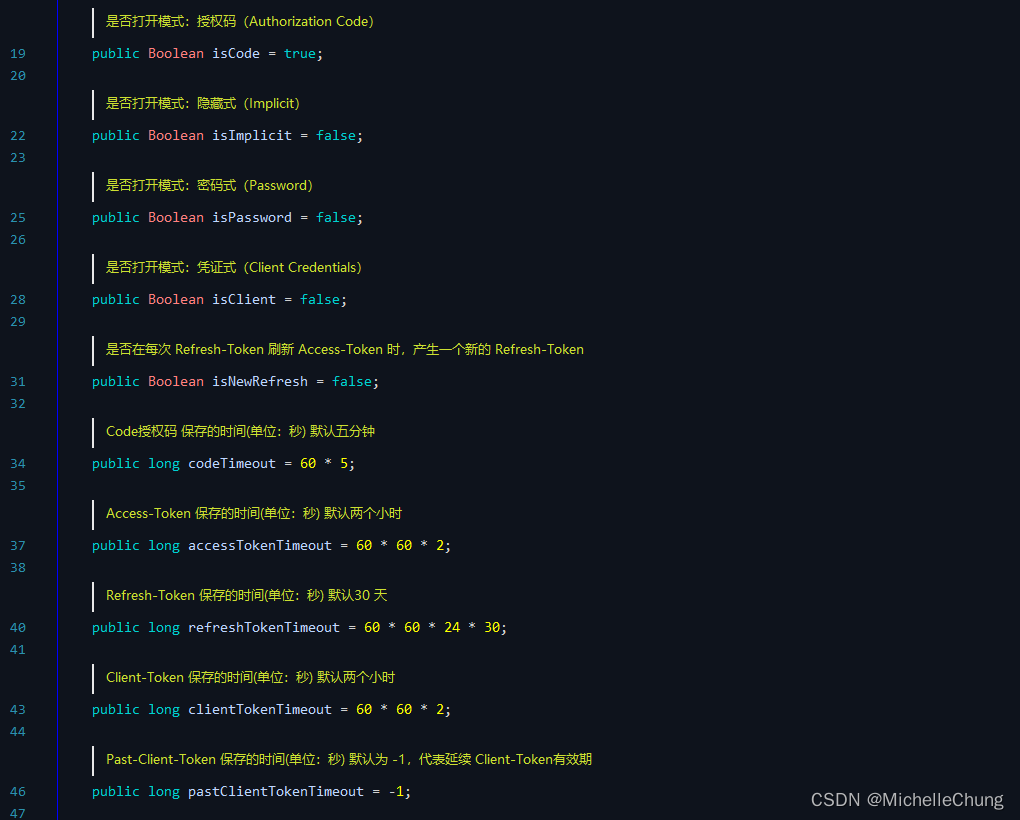 是否打开模式：授权码（Authorization Code）
19 public Boolean isCode = true;
20
是否打开模式：隐藏式（Implicit）
22 public Boolean isImplicit = false;
23
是否打开模式：密码式（Password）
25 public Boolean isPassword = false;
26
是否打开模式：凭证式（Client Credentials）
28 public Boolean isClient = false;
29
是否在每次 Refresh-Token 刷新 Access-Token 时，产生一个新的 Refresh-Token
31 public Boolean isNewRefresh = false;
32
Code授权码 保存的时间(单位：秒) 默认五分钟
34 public long codeTimeout = 60 * 5;
35
Access-Token 保存的时间(单位：秒) 默认两个小时
37 public long accessTokenTimeout = 60 * 60 * 2;
38
Refresh-Token 保存的时间(单位：秒) 默认30 天
40 public long refreshTokenTimeout = 60 * 60 * 24 * 30;
41
Client-Token 保存的时间(单位：秒) 默认两个小时
43 public long clientTokenTimeout = 60 * 60 * 2;
44
Past-Client-Token 保存的时间(单位：秒) 默认为 -1，代表延续 Client-Token有效期
46 public long pastClientTokenTimeout = -1;
47
CSDN @MichelleChung